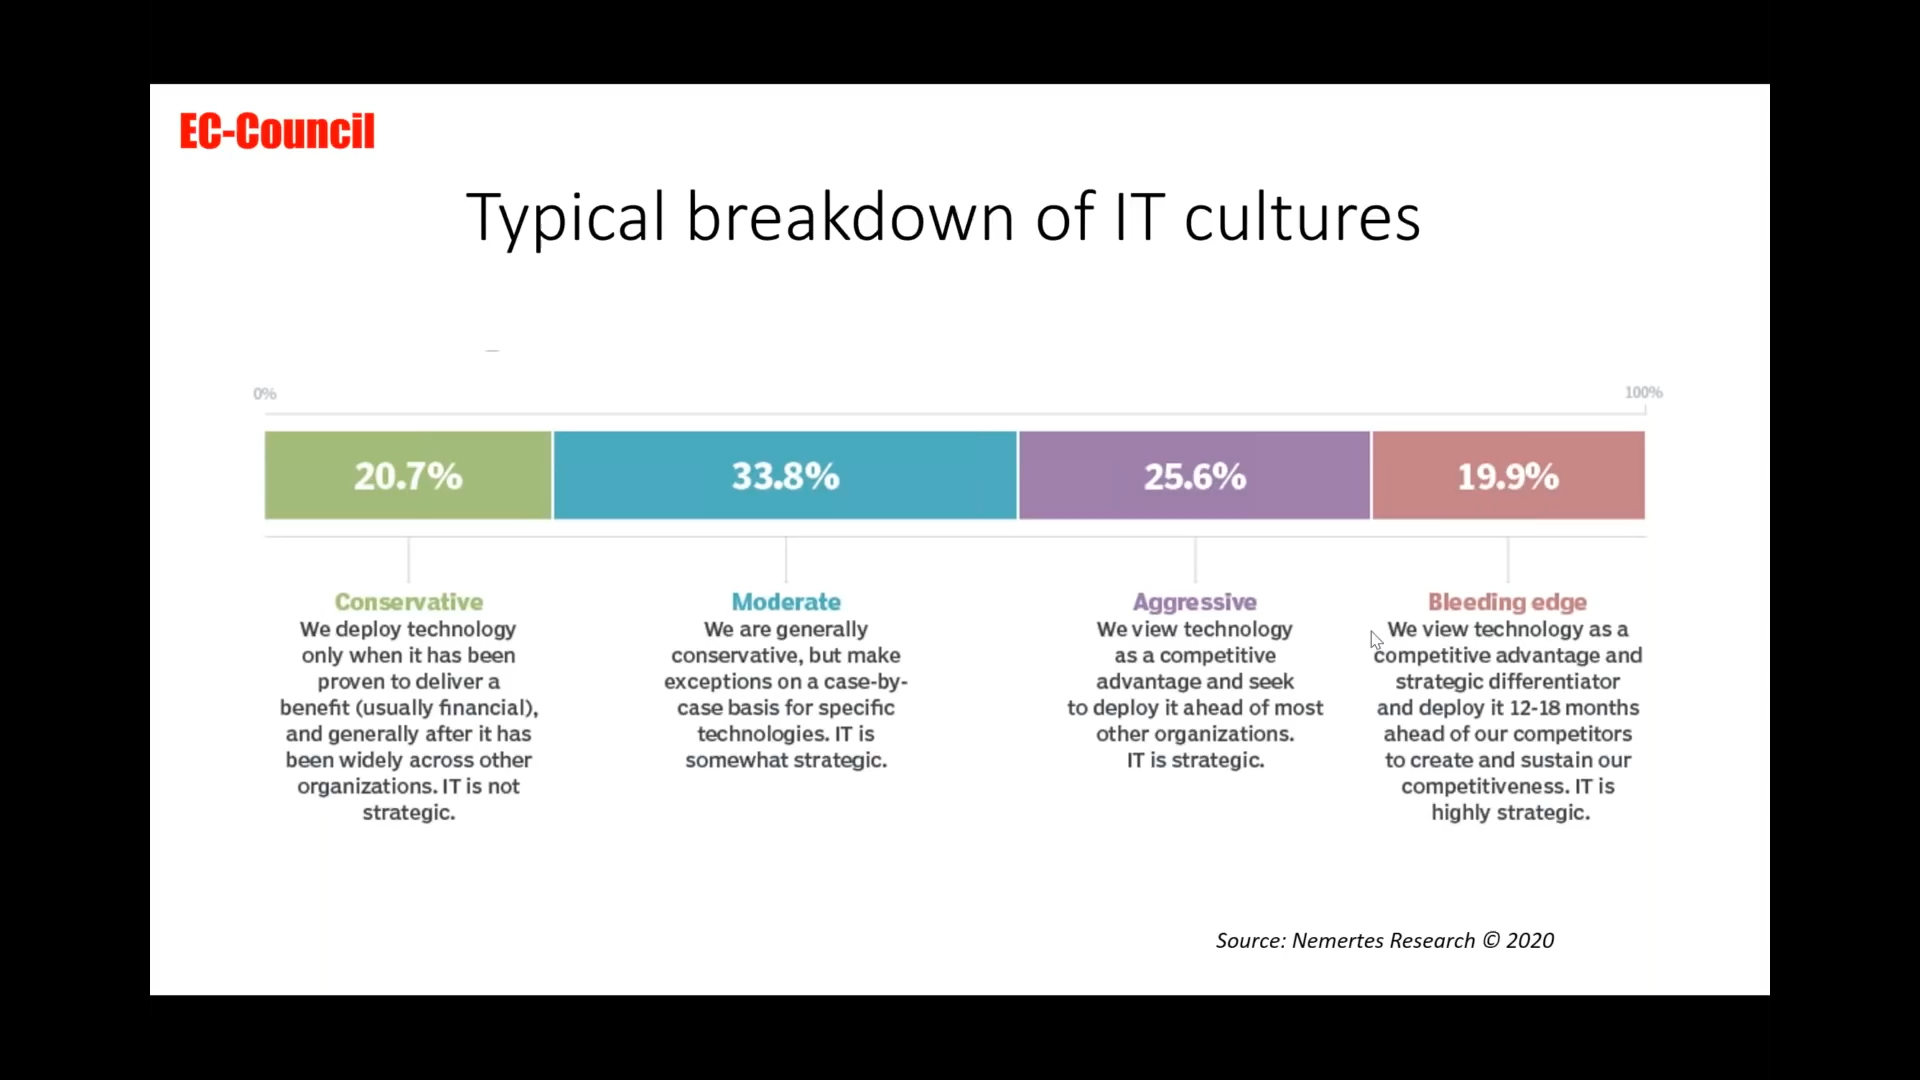 EC-Council
Typical breakdown of IT cultures
0%
100%
20.7%
33.8%
25.6%
19.9%
Conservative
We deploy technology
only when it has been
proven to deliver a
benefit (usually financial),
and generally after it has
been widely across other
organizations. IT is not
strategic.
Moderate
We are generally
conservative, but make
exceptions on a case-by-
case basis for specific
technologies. IT is
somewhat strategic.
Aggressive
We view technology
as a competitive
advantage and seek
to deploy it ahead of most
other organizations.
IT is strategic.
Bleeding edge
We view technology as a
competitive advantage and
strategic differentiator
and deploy it 12-18 months
ahead of our competitors
to create and sustain our
competitiveness. IT is
highly strategic.
Source: Nemertes Research © 2020